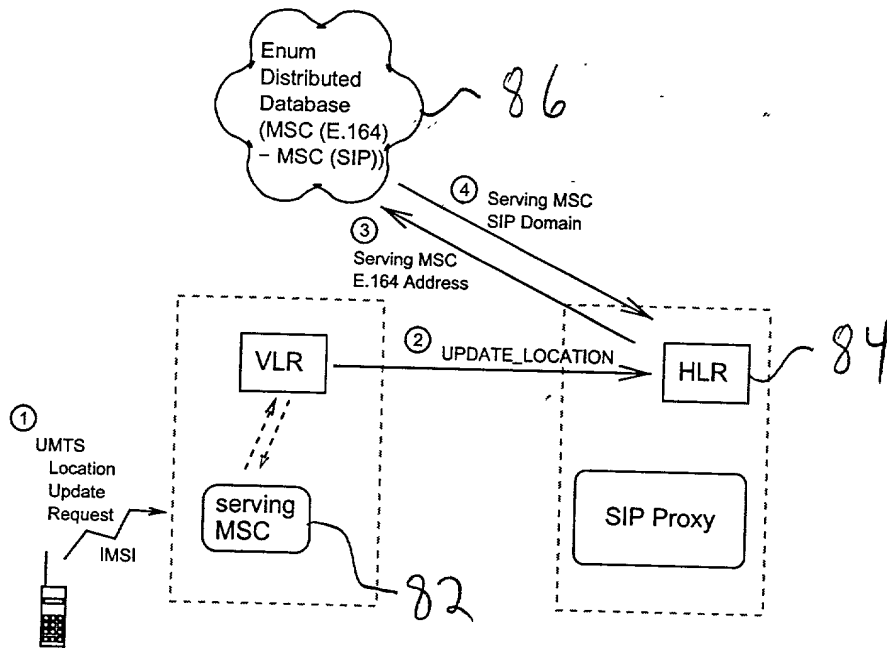 Enum
Distributed
Database
(MSC (E.164)
– MSC (SIP))
86
④ Serving MSC
SIP Domain
③
Serving MSC
E.164 Address
VLR
② UPDATE_LOCATION
HLR
84
①
UMTS
Location
Update
Request
IMSI
serving
MSC
82
SIP Proxy